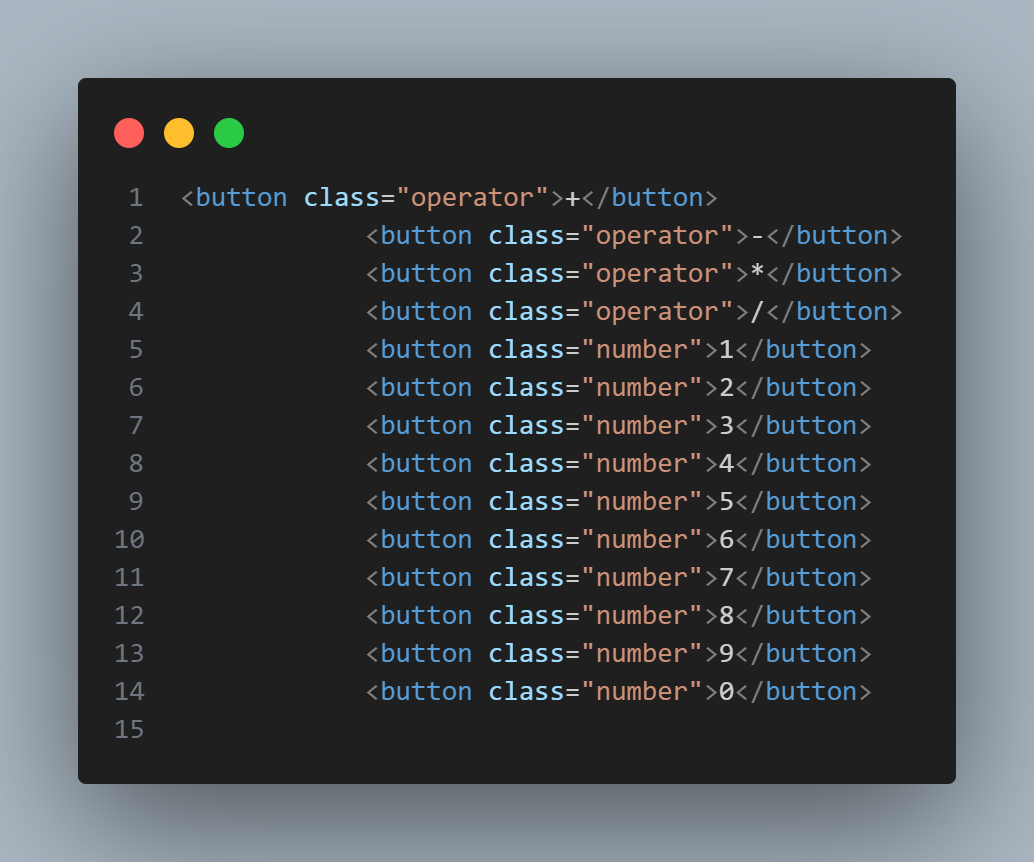 1 <button class="operator">+</button>
2 <button class="operator">-</button>
3 <button class="operator">*</button>
4 <button class="operator">/</button>
5 <button class="number">1</button>
6 <button class="number">2</button>
7 <button class="number">3</button>
8 <button class="number">4</button>
9 <button class="number">5</button>
10 <button class="number">6</button>
11 <button class="number">7</button>
12 <button class="number">8</button>
13 <button class="number">9</button>
14 <button class="number">0</button>
15